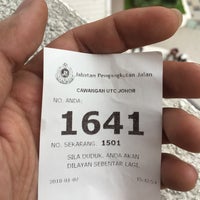 Jabatan Pengangkutan Jalan
CAWANGAN UTC JOHOR
NO. ANDA:
1641
NO. SEKARANG: 1501
SILA DUDUK. ANDA AKAN
DILAYAN SEBENTAR LAGI.